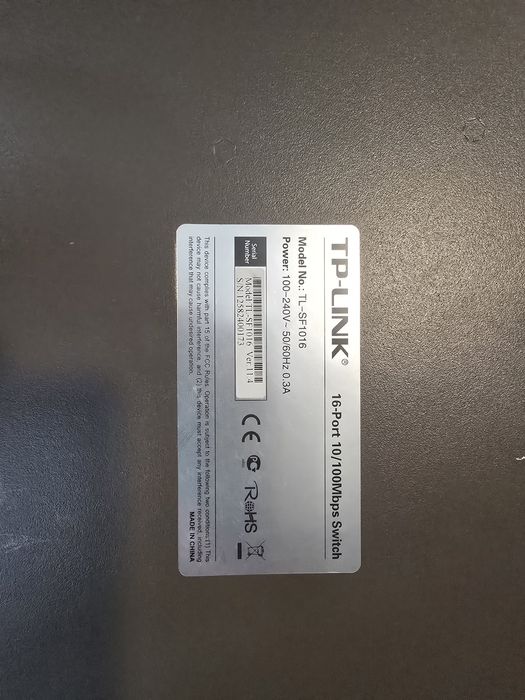 TP-LINK® 16-Port 10/100Mbps Switch
Model No.: TL-SF1016
Power: 100-240V~ 50/60Hz 0.3A
Serial
Number
Model TL-SF1016 Ver:11.4
S/N:12582400173
CE RoHS
This device complies with part 15 of the FCC Rules. Operation is subject to the following two conditions: (1) This
device may not cause harmful interference, and (2) this device must accept any interference received, including
interference that may cause undesired operation.
MADE IN CHINA